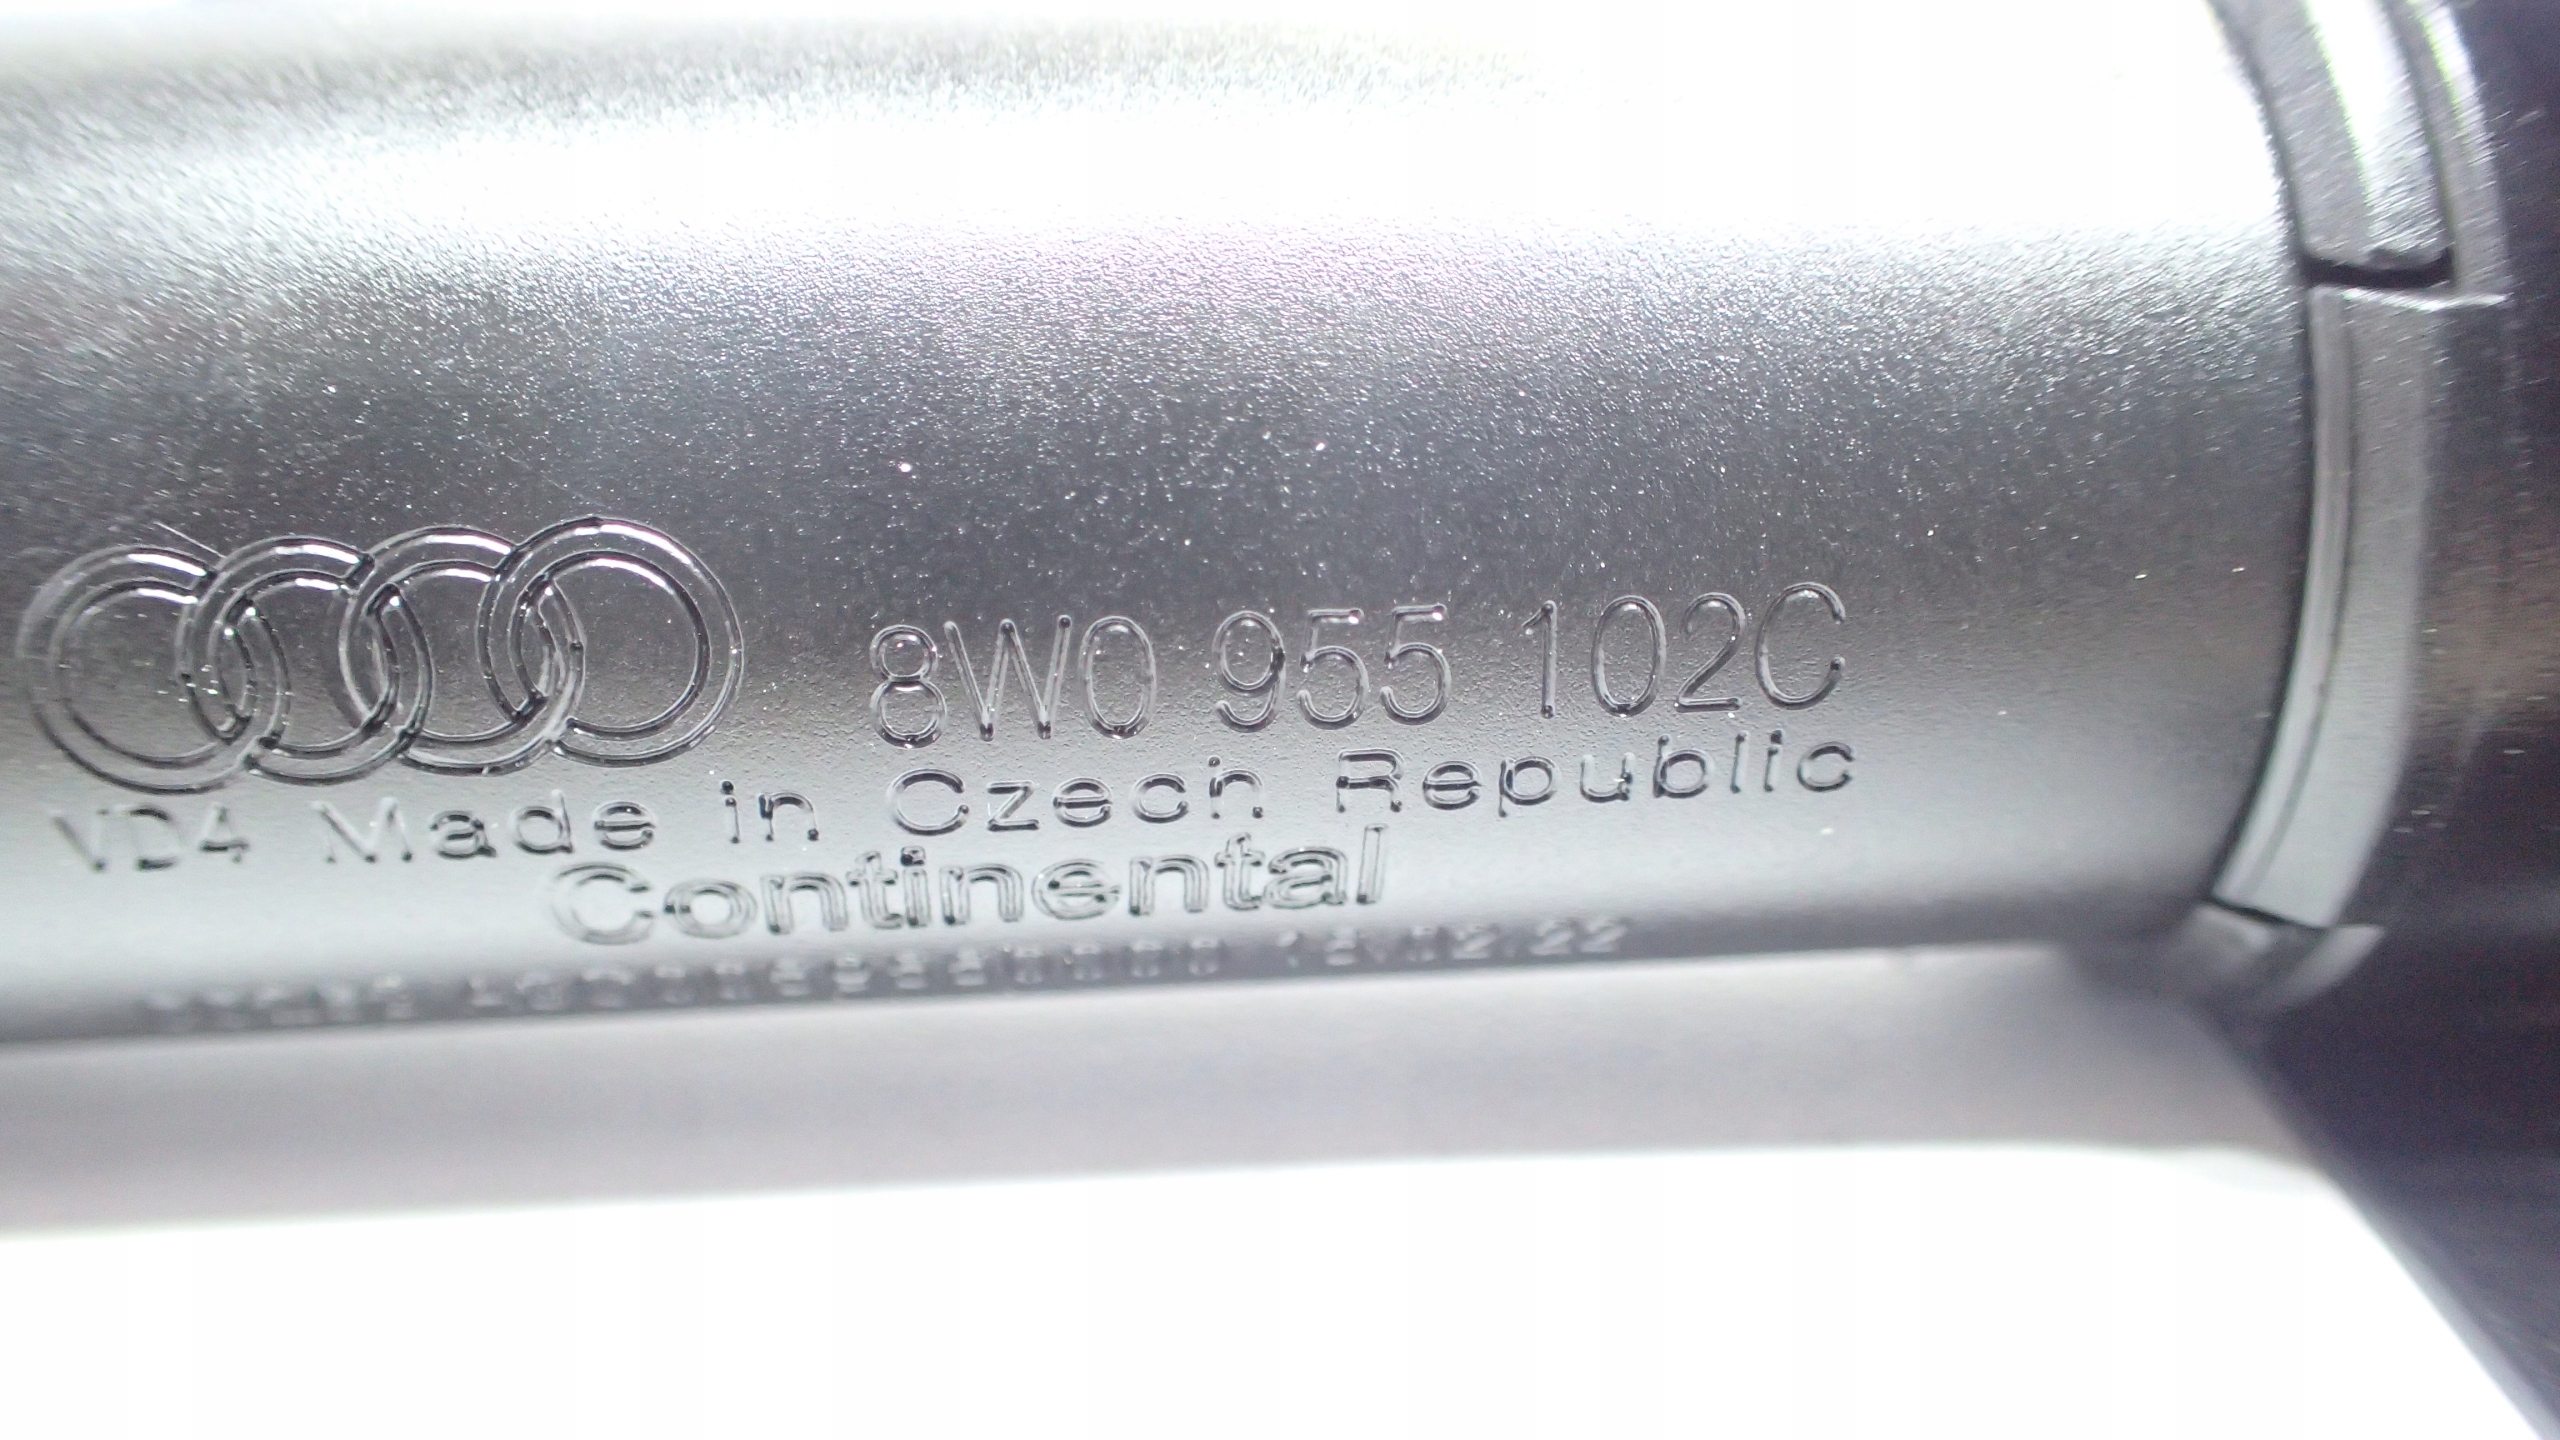 8W0 955 102C
VD4 Made in Czech Republic
Continental